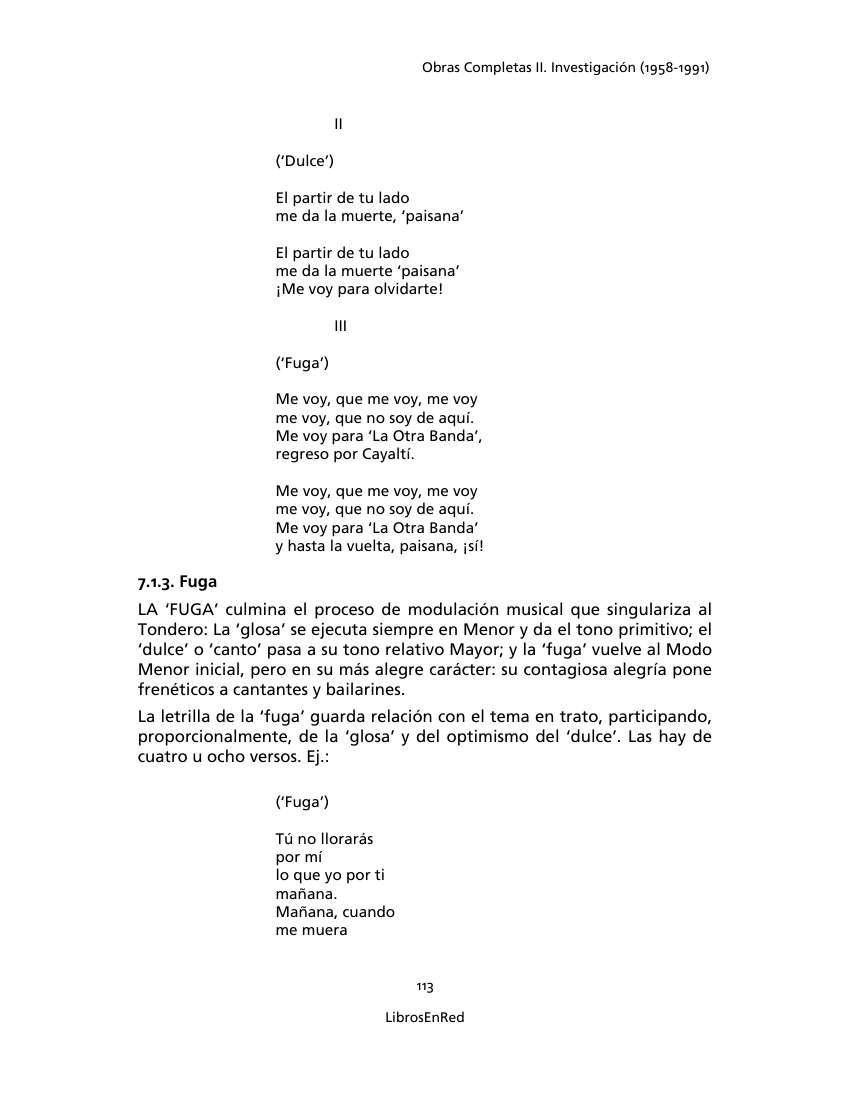 Obras Completas II. Investigación (1958-1991)
II
(‘Dulce’)
El partir de tu lado
me da la muerte, ‘paisana’
El partir de tu lado
me da la muerte ‘paisana’
¡Me voy para olvidarte!
III
(‘Fuga’)
Me voy, que me voy, me voy
me voy, que no soy de aquí.
Me voy para ‘La Otra Banda’,
regreso por Cayaltí.
Me voy, que me voy, me voy
me voy, que no soy de aquí.
Me voy para ‘La Otra Banda’
y hasta la vuelta, paisana, ¡sí!
7.1.3. Fuga
LA ‘FUGA’ culmina el proceso de modulación musical que singulariza al
Tondero: La ‘glosa’ se ejecuta siempre en Menor y da el tono primitivo; el
‘dulce’ o ‘canto’ pasa a su tono relativo Mayor; y la ‘fuga’ vuelve al Modo
Menor inicial, pero en su más alegre carácter: su contagiosa alegría pone
frenéticos a cantantes y bailarines.
La letrilla de la ‘fuga’ guarda relación con el tema en trato, participando,
proporcionalmente, de la ‘glosa’ y del optimismo del ‘dulce’. Las hay de
cuatro u ocho versos. Ej.:
(‘Fuga’)
Tú no llorarás
por mí
lo que yo por ti
mañana.
Mañana, cuando
me muera
113
LibrosEnRed